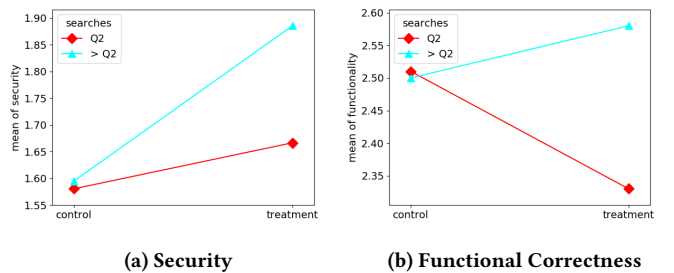 1.90
1.85
1.80
1.75
1.70
1.65
1.60
1.55
mean of security
searches
Q2
> Q2
control
treatment
(a) Security
2.60
2.55
2.50
2.45
2.40
2.35
mean of functionality
searches
Q2
> Q2
control
treatment
(b) Functional Correctness